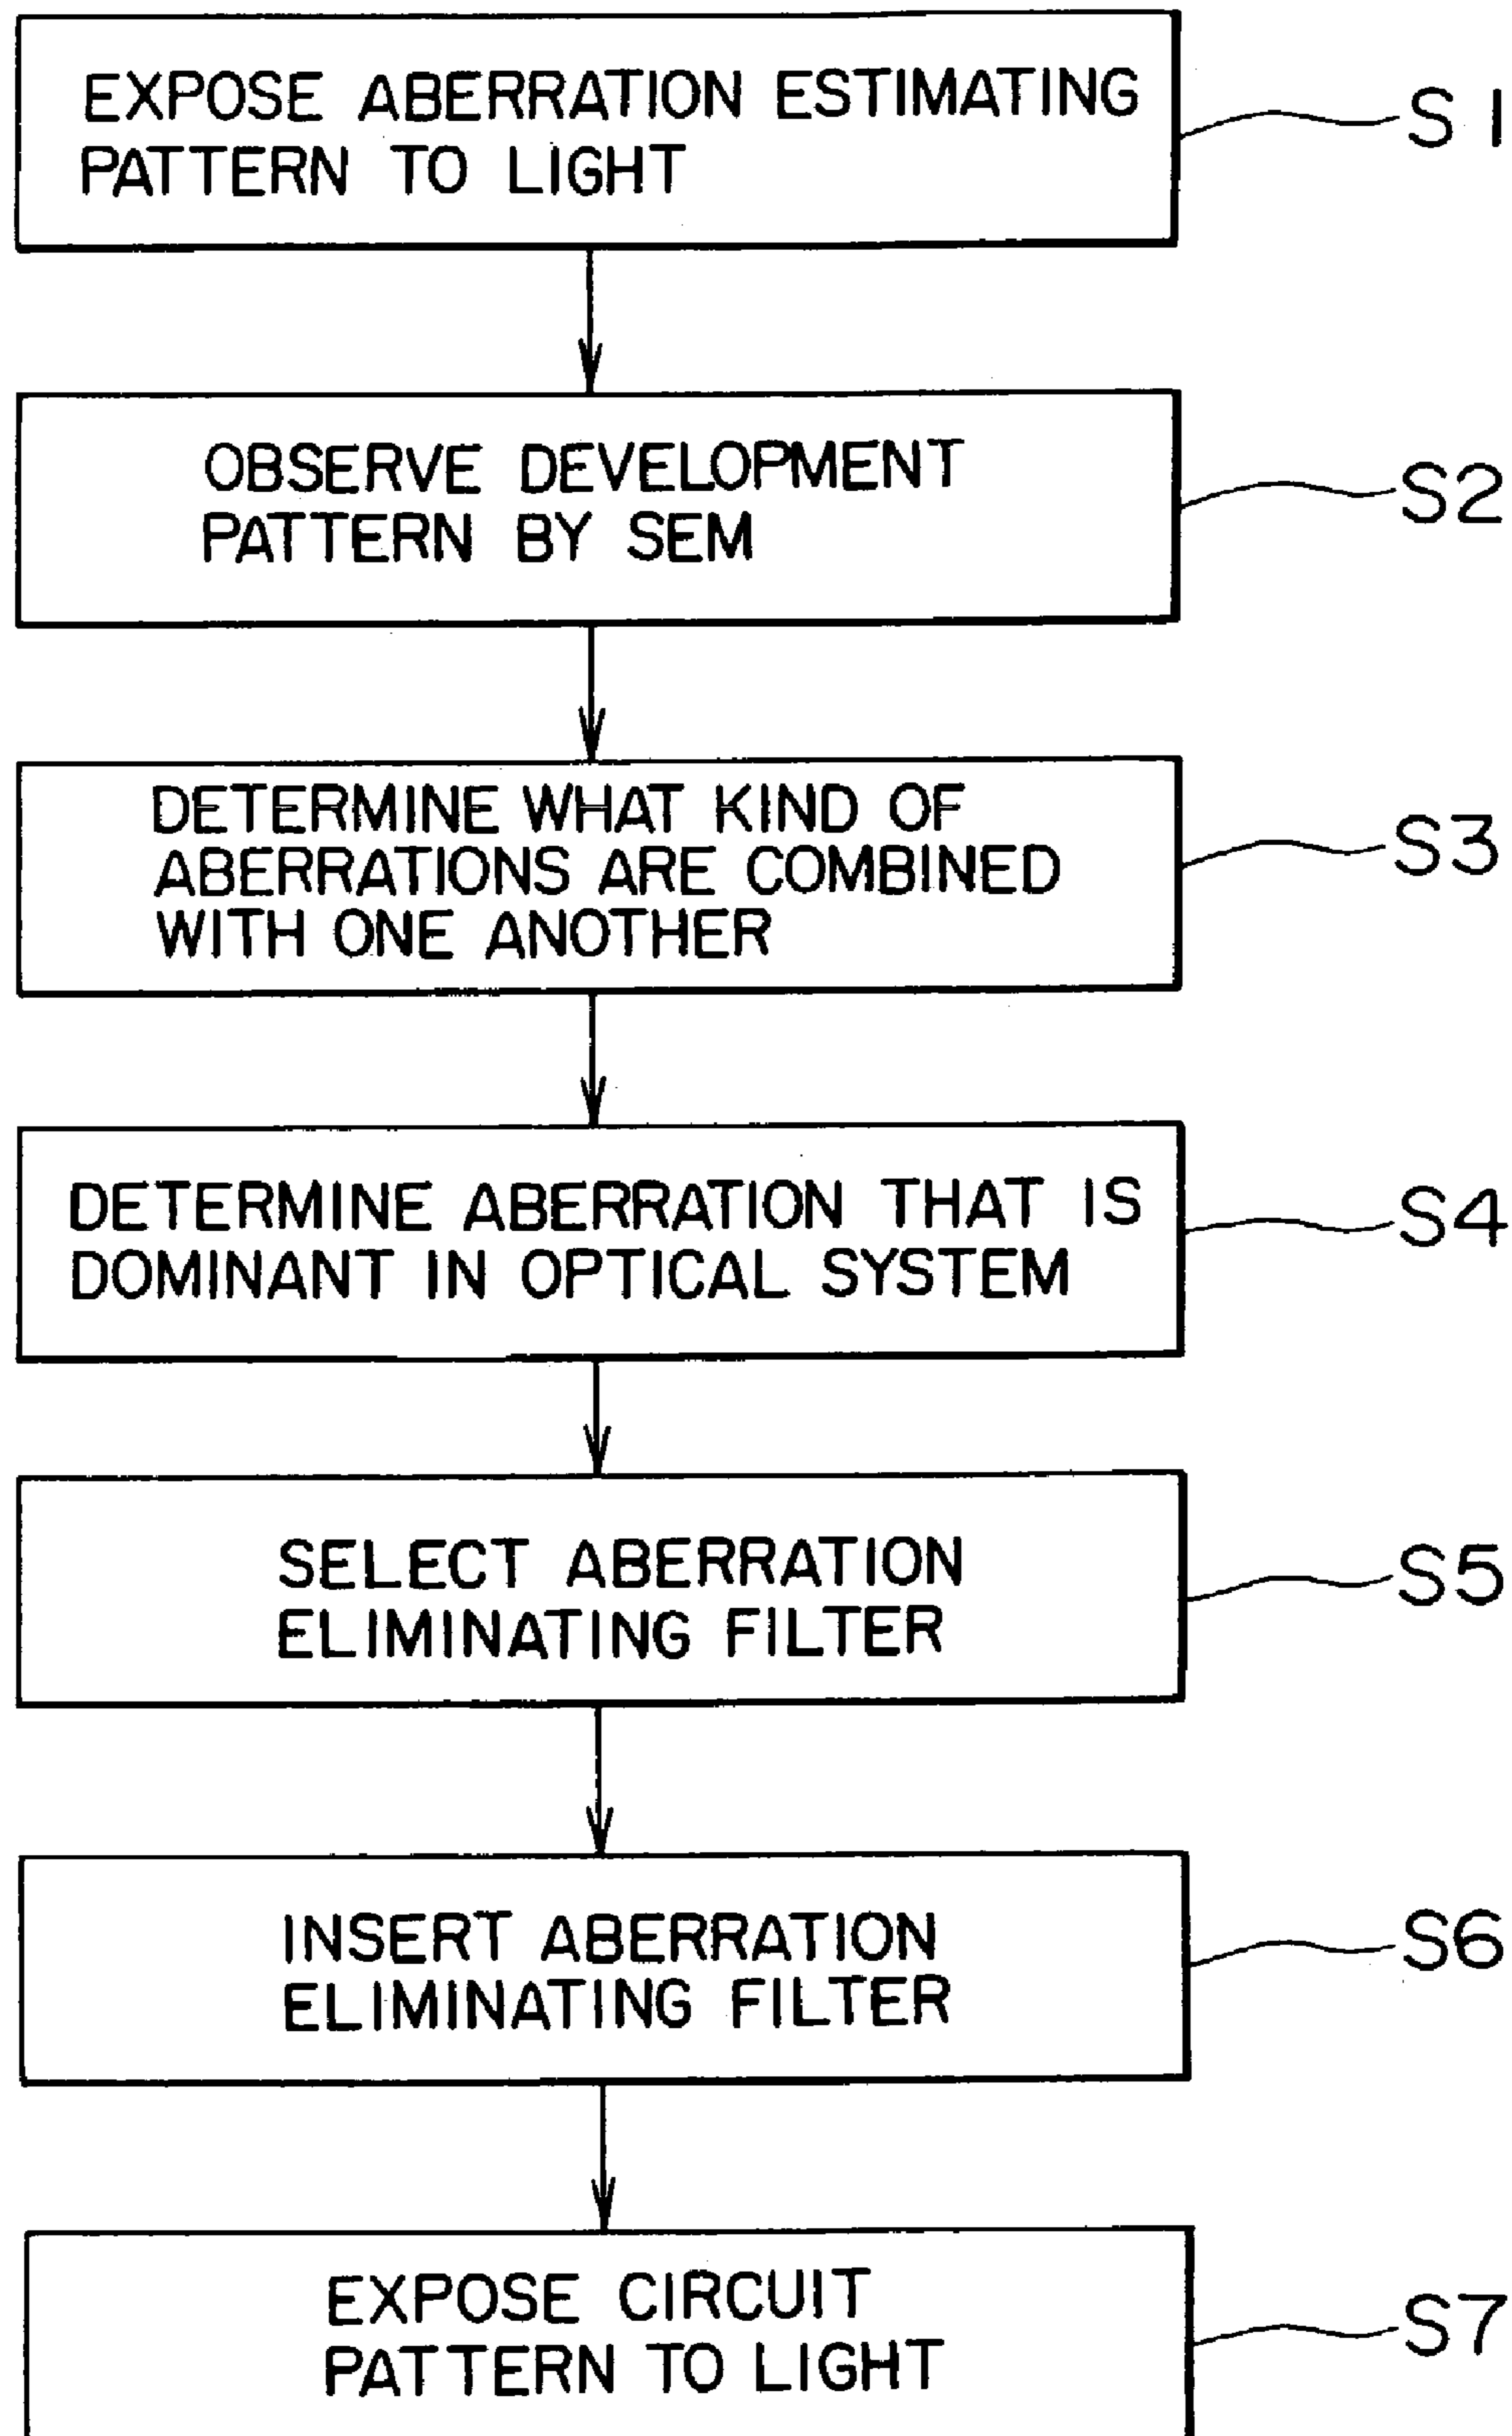 EXPOSE ABERRATION ESTIMATING
PATTERN TO LIGHT
S1
OBSERVE DEVELOPMENT
PATTERN BY SEM
S2
DETERMINE WHAT KIND OF
ABERRATIONS ARE COMBINED
WITH ONE ANOTHER
S3
DETERMINE ABERRATION THAT IS
DOMINANT IN OPTICAL SYSTEM
S4
SELECT ABERRATION
ELIMINATING FILTER
S5
INSERT ABERRATION
ELIMINATING FILTER
S6
EXPOSE CIRCUIT
PATTERN TO LIGHT
S7